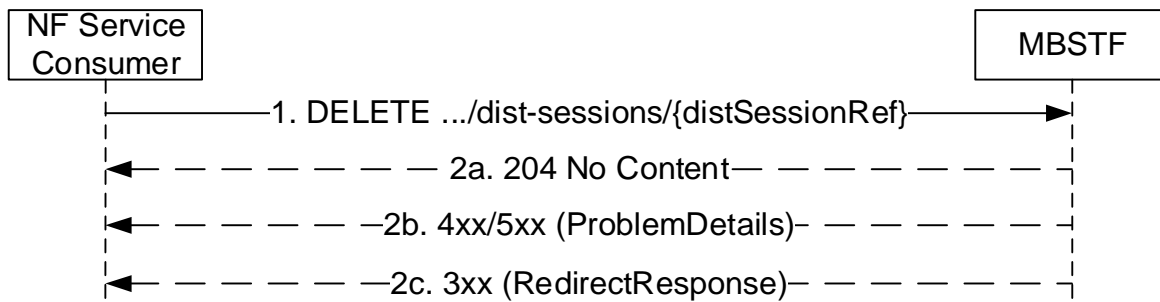 NF Service
Consumer
MBSTF
1. DELETE .../dist-sessions/{distSessionRef}
2a. 204 No Content
2b. 4xx/5xx (ProblemDetails)
2c. 3xx (RedirectResponse)